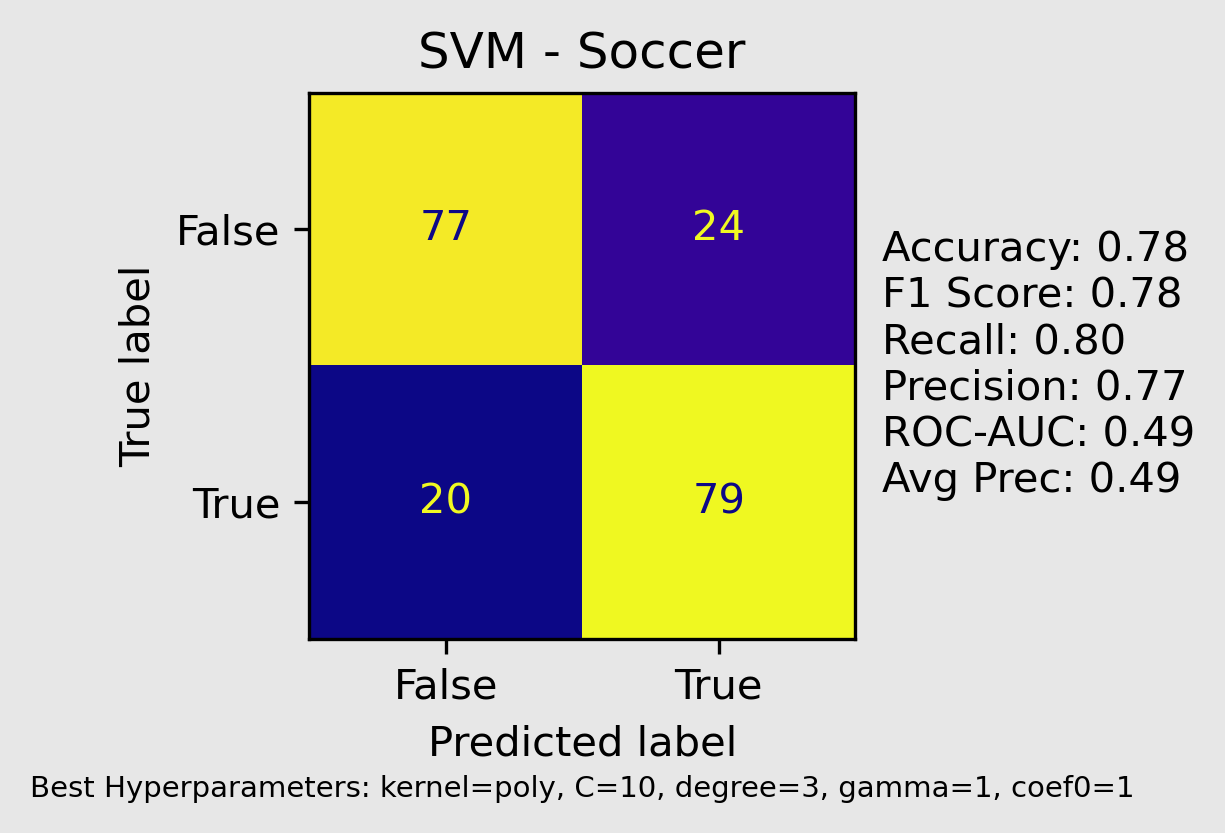 SVM - Soccer
False
77
24
True label
True
20
79
False
True
Predicted label
Accuracy: 0.78
F1 Score: 0.78
Recall: 0.80
Precision: 0.77
ROC-AUC: 0.49
Avg Prec: 0.49
Best Hyperparameters: kernel=poly, C=10, degree=3, gamma=1, coef0=1